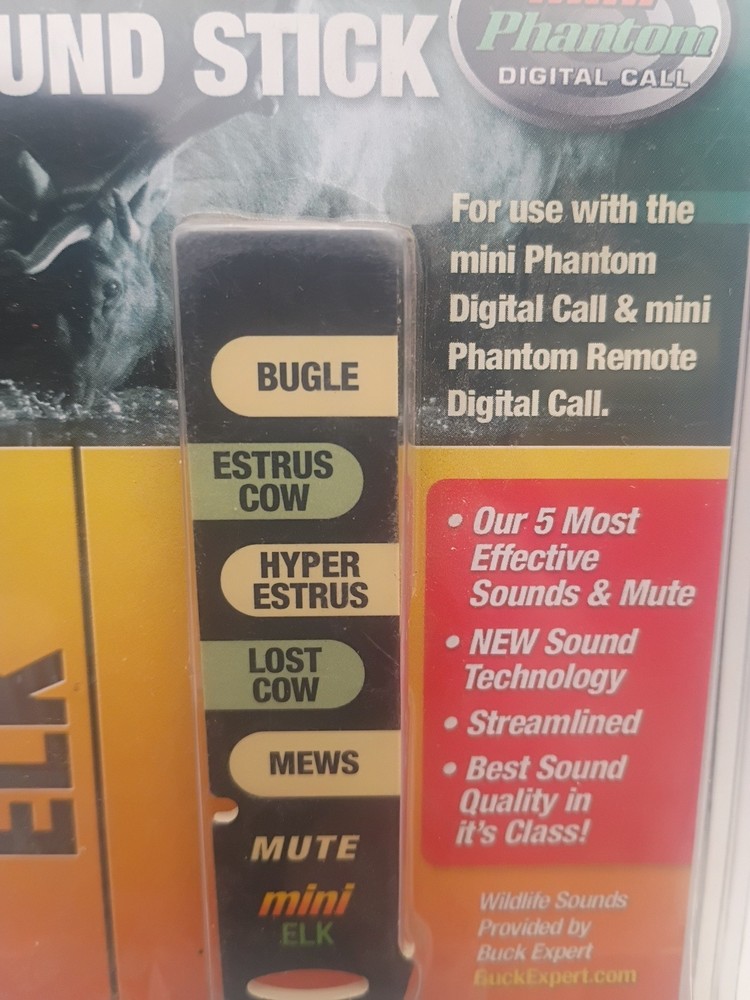 UND STICK
Phantom
DIGITAL CALL
For use with the
mini Phantom
Digital Call & mini
Phantom Remote
Digital Call.
BUGLE
ESTRUS
COW
HYPER
ESTRUS
LOST
COW
MEWS
MUTE
mini
ELK
• Our 5 Most
Effective
Sounds & Mute
• NEW Sound
Technology
• Streamlined
• Best Sound
Quality in
it's Class!
ELK
Wildlife Sounds
Provided by
Buck Expert
BuckExpert.com